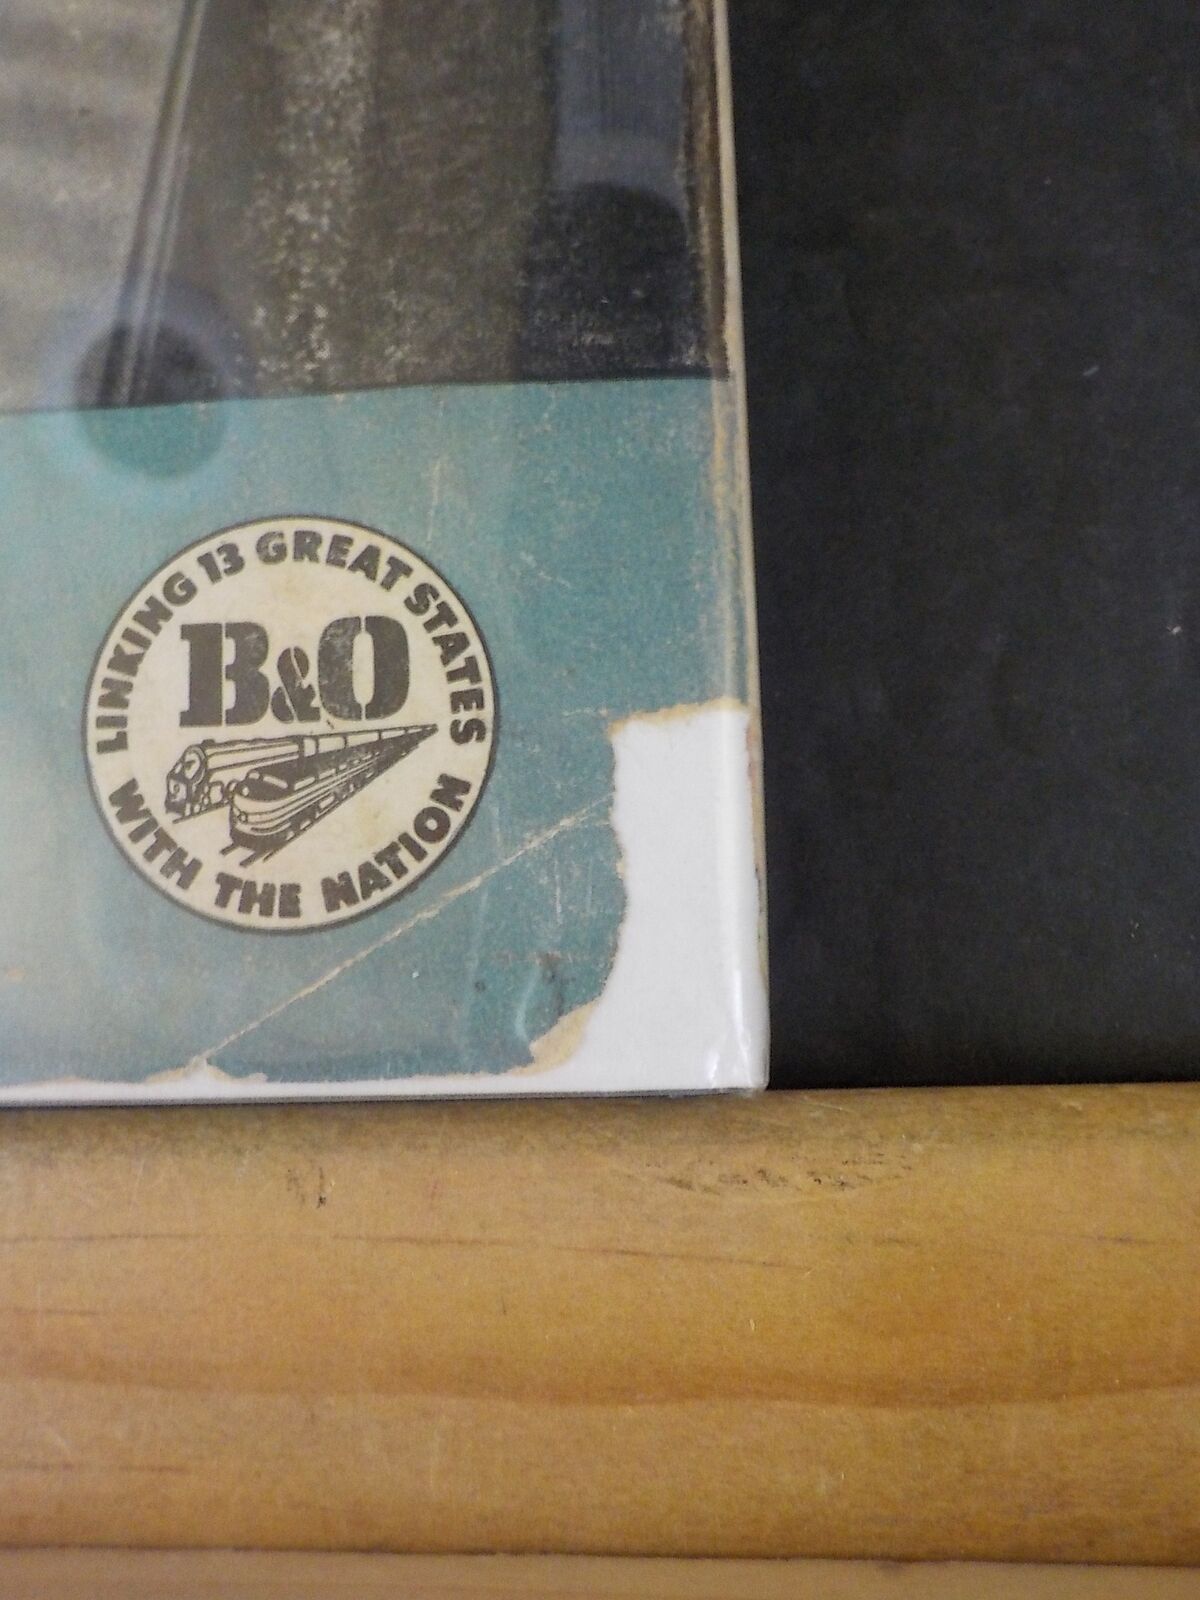 LINKING 13 GREAT STATES
B&O
WITH THE NATION